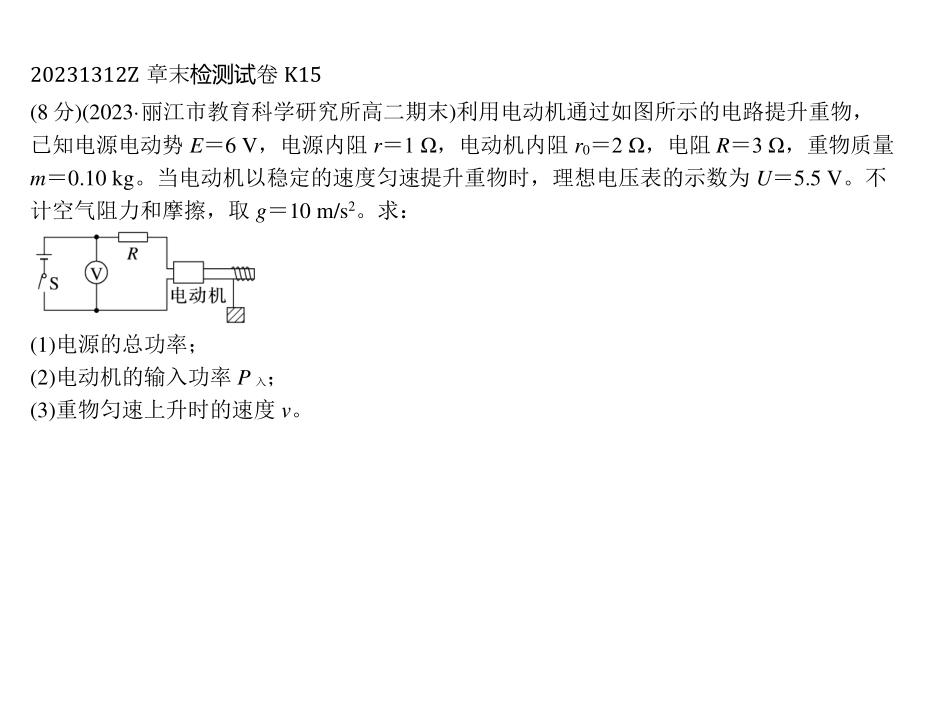 20231312Z 章末检测试卷 K15
(8 分)(2023·丽江市教育科学研究所高二期末)利用电动机通过如图所示的电路提升重物，
已知电源电动势 E＝6 V，电源内阻 r＝1 Ω，电动机内阻 r₀＝2 Ω，电阻 R＝3 Ω，重物质量
m＝0.10 kg。当电动机以稳定的速度匀速提升重物时，理想电压表的示数为 U＝5.5 V。不
计空气阻力和摩擦，取 g＝10 m/s²。求：
R
V
S
电动机
(1)电源的总功率；
(2)电动机的输入功率 P 入；
(3)重物匀速上升时的速度 v。